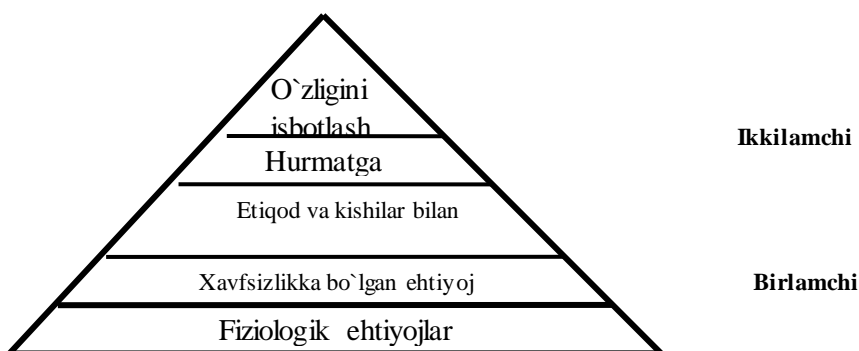 O`zligini
isbotlash
Ikkilamchi
Hurmatga
Etiqod va kishilar bilan
Xavfsizlikka bo`lgan ehtiyoj
Birlamchi
Fiziologik ehtiyojlar